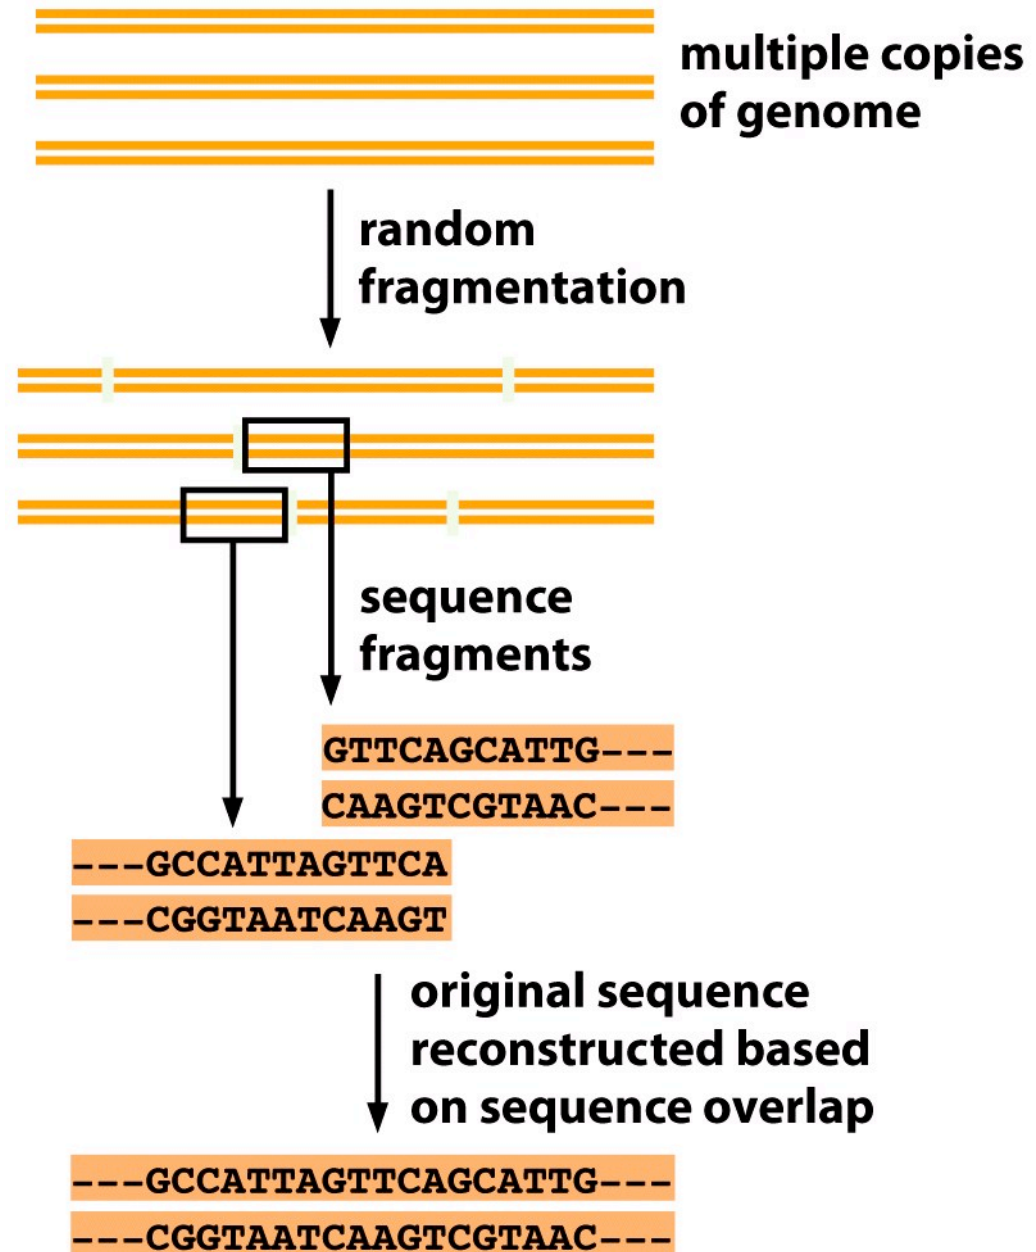 multiple copies
of genome
random
fragmentation
sequence
fragments
GTTCAGCATTG---
CAAGTCGTAAC---
---GCCATTAGTTCA
---CGGTAATCAAGT
original sequence
reconstructed based
on sequence overlap
---GCCATTAGTTCAGCATTG---
---CGGTAATCAAGTCGTAAC---